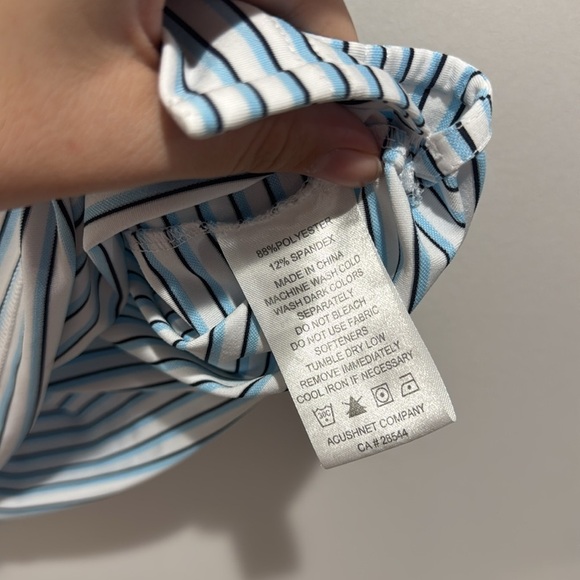 88%POLYESTER
12% SPANDEX
MADE IN CHINA
MACHINE WASH COLD
WASH DARK COLORS
SEPARATELY
DO NOT BLEACH
DO NOT USE FABRIC
SOFTENERS
TUMBLE DRY LOW
REMOVE IMMEDIATELY
COOL IRON IF NECESSARY
30C
ACUSHNET COMPANY
CA # 28544